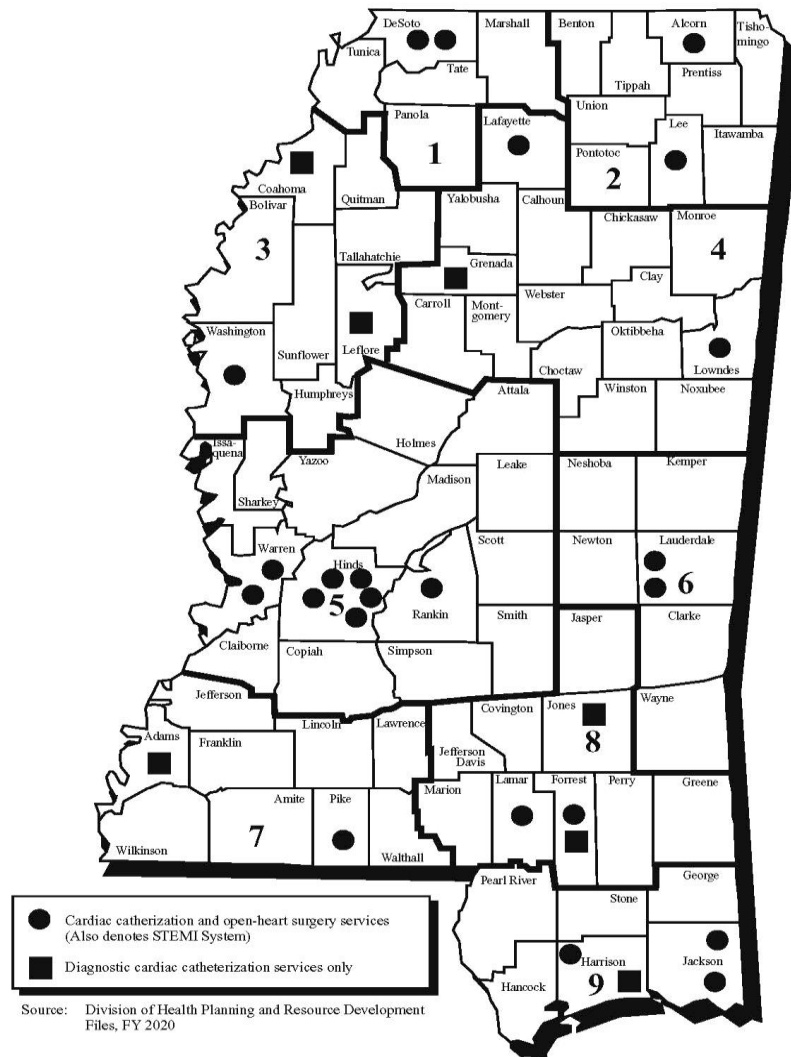 DeSoto
Marshall
Benton
Alcorn
Tisho-
mingo
Tunica
Tate
Tippah
Prentiss
Panola
Lafayette
Union
Lee
Itawamba
1
Pontotoc
2
Coahoma
Quitman
Bolivar
Yalobusha
Calhoun
Chickasaw
Monroe
3
Tallahatchie
Grenada
Clay
4
Carroll
Mont-
gomery
Webster
Washington
Oktibbeha
Sunflower
Leflore
Choctaw
Lowndes
Humphreys
Attala
Winston
Noxubee
Issa-
quena
Holmes
Yazoo
Leake
Neshoba
Kemper
Madison
Sharkey
Scott
Newton
Lauderdale
Warren
Hinds
6
5
Rankin
Smith
Jasper
Clarke
Claiborne
Copiah
Simpson
Jefferson
Wayne
Covington
Jones
Lincoln
Lawrence
Adams
Franklin
Jefferson
Davis
8
Marion
Lamar
Forrest
Perry
Greene
Amite
Pike
7
Wilkinson
Walthall
Pearl River
George
Stone
Harrison
Jackson
Hancock
9
Cardiac catherization and open-heart surgery services
(Also denotes STEMI System)
Diagnostic cardiac catheterization services only
Source: Division of Health Planning and Resource Development
Files, FY 2020